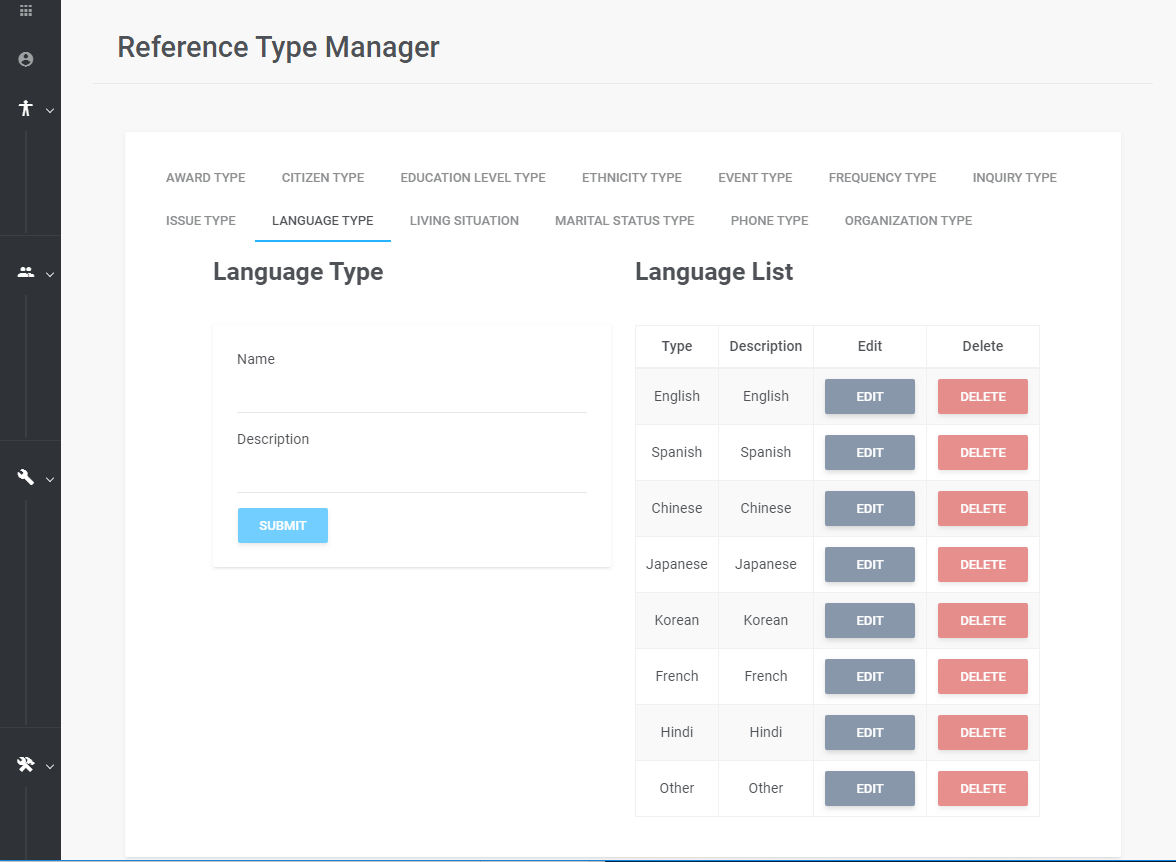 Reference Type Manager
AWARD TYPE CITIZEN TYPE EDUCATION LEVEL TYPE ETHNICITY TYPE EVENT TYPE FREQUENCY TYPE INQUIRY TYPE
ISSUE TYPE LANGUAGE TYPE LIVING SITUATION MARITAL STATUS TYPE PHONE TYPE ORGANIZATION TYPE
Language Type
Name
Description
SUBMIT
Language List
Type Description Edit Delete
English English EDIT DELETE
Spanish Spanish EDIT DELETE
Chinese Chinese EDIT DELETE
Japanese Japanese EDIT DELETE
Korean Korean EDIT DELETE
French French EDIT DELETE
Hindi Hindi EDIT DELETE
Other Other EDIT DELETE